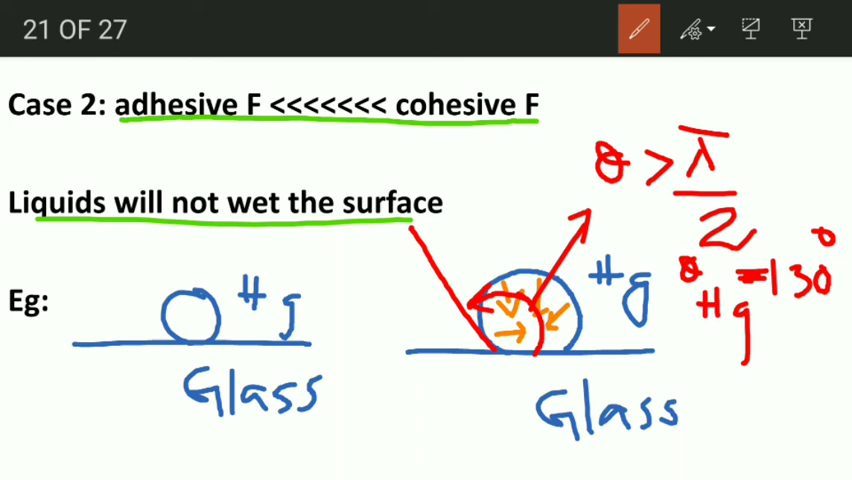 21 OF 27
Case 2: adhesive F <<<<<<< cohesive F
θ > π/2
Liquids will not wet the surface
θ Hg = 130°
Eg:
Hg
Hg
Glass
Glass